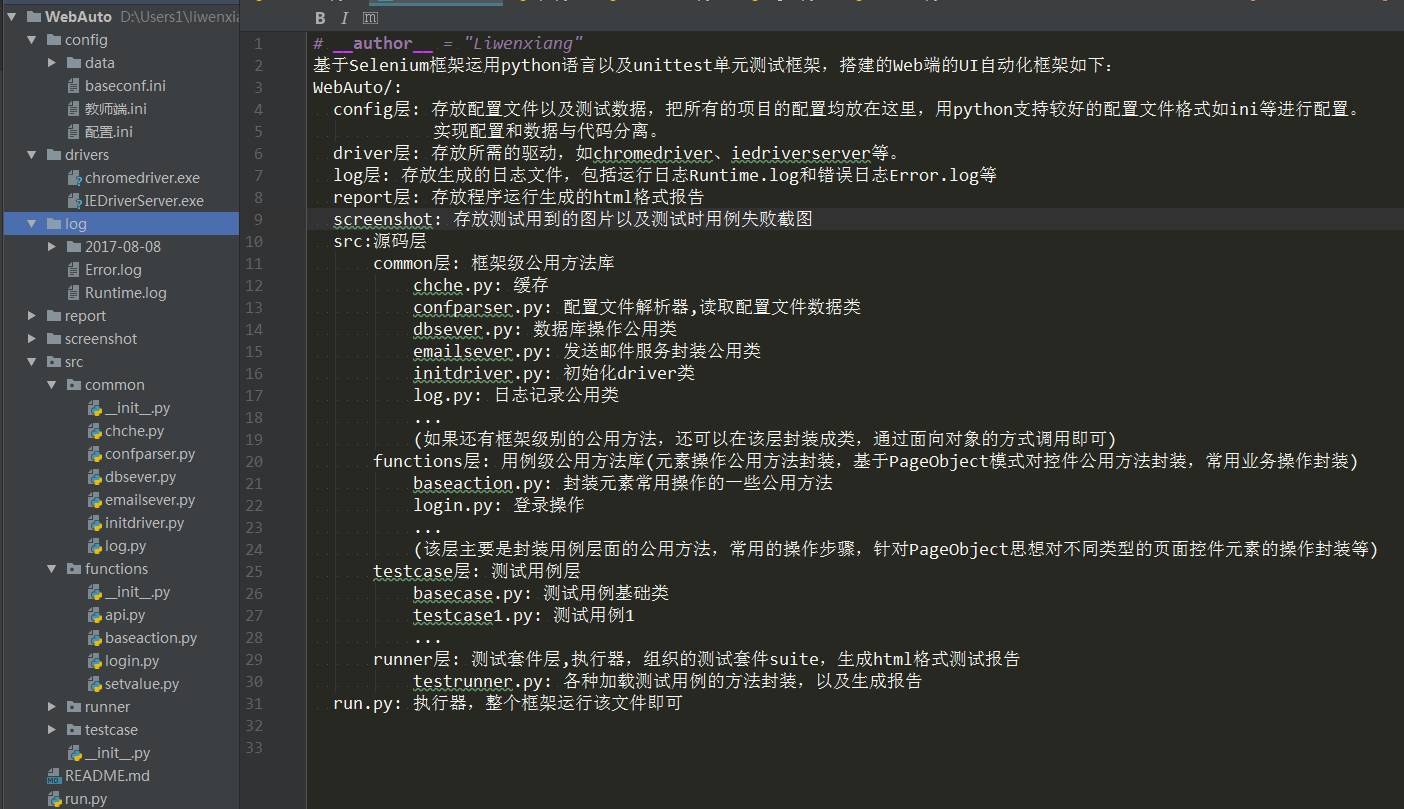 WebAuto D:\Users1\liwenxia
config
data
baseconf.ini
教师端.ini
配置.ini
drivers
chromedriver.exe
IEDriverServer.exe
log
2017-08-08
Error.log
Runtime.log
report
screenshot
src
common
__init__.py
chche.py
confparser.py
dbsever.py
emailsever.py
initdriver.py
log.py
functions
__init__.py
api.py
baseaction.py
login.py
setvalue.py
runner
testcase
__init__.py
README.md
run.py
B I m
1 # __author__ = "Liwenxiang"
2 基于Selenium框架运用python语言以及unittest单元测试框架，搭建的Web端的UI自动化框架如下：
3 WebAuto/:
4 config层: 存放配置文件以及测试数据，把所有的项目的配置均放在这里，用python支持较好的配置文件格式如ini等进行配置。
5 实现配置和数据与代码分离。
6 driver层: 存放所需的驱动，如chromedriver、iedriverserver等。
7 log层: 存放生成的日志文件，包括运行日志Runtime.log和错误日志Error.log等
8 report层: 存放程序运行生成的html格式报告
9 screenshot: 存放测试用到的图片以及测试时用例失败截图
10 src:源码层
11 common层: 框架级公用方法库
12 chche.py: 缓存
13 confparser.py: 配置文件解析器,读取配置文件数据类
14 dbsever.py: 数据库操作公用类
15 emailsever.py: 发送邮件服务封装公用类
16 initdriver.py: 初始化driver类
17 log.py: 日志记录公用类
18 ...
19 (如果还有框架级别的公用方法，还可以在该层封装成类，通过面向对象的方式调用即可)
20 functions层: 用例级公用方法库(元素操作公用方法封装，基于PageObject模式对控件公用方法封装，常用业务操作封装)
21 baseaction.py: 封装元素常用操作的一些公用方法
22 login.py: 登录操作
23 ...
24 (该层主要是封装用例层面的公用方法，常用的操作步骤，针对PageObject思想对不同类型的页面控件元素的操作封装等)
25 testcase层: 测试用例层
26 basecase.py: 测试用例基础类
27 testcase1.py: 测试用例1
28 ...
29 runner层: 测试套件层,执行器，组织的测试套件suite，生成html格式测试报告
30 testrunner.py: 各种加载测试用例的方法封装，以及生成报告
31 run.py: 执行器，整个框架运行该文件即可
32
33